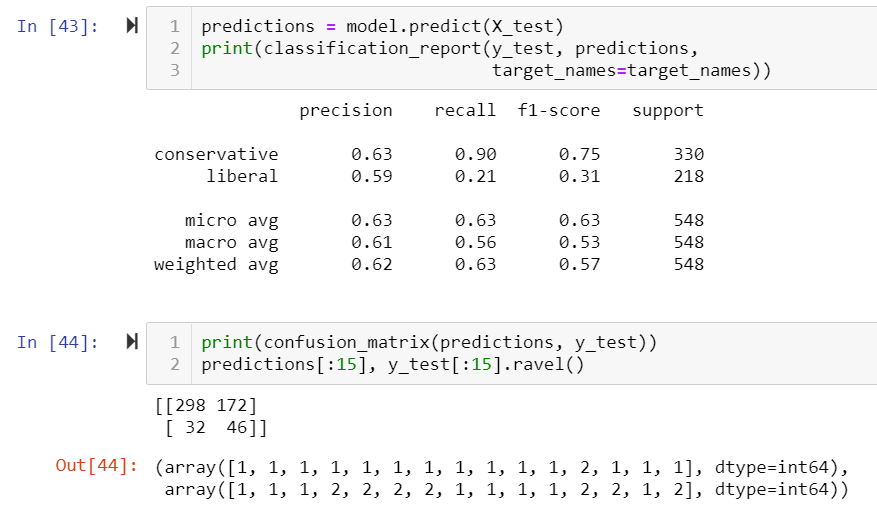 In [43]:
1 predictions = model.predict(X_test)
2 print(classification_report(y_test, predictions,
3                             target_names=target_names))
              precision    recall  f1-score   support
conservative       0.63      0.90      0.75       330
     liberal       0.59      0.21      0.31       218
   micro avg       0.63      0.63      0.63       548
   macro avg       0.61      0.56      0.53       548
weighted avg       0.62      0.63      0.57       548
In [44]:
1 print(confusion_matrix(predictions, y_test))
2 predictions[:15], y_test[:15].ravel()
[[298 172]
 [ 32  46]]
Out[44]: (array([1, 1, 1, 1, 1, 1, 1, 1, 1, 1, 1, 2, 1, 1, 1], dtype=int64),
 array([1, 1, 1, 2, 2, 2, 2, 1, 1, 1, 1, 2, 2, 1, 2], dtype=int64))